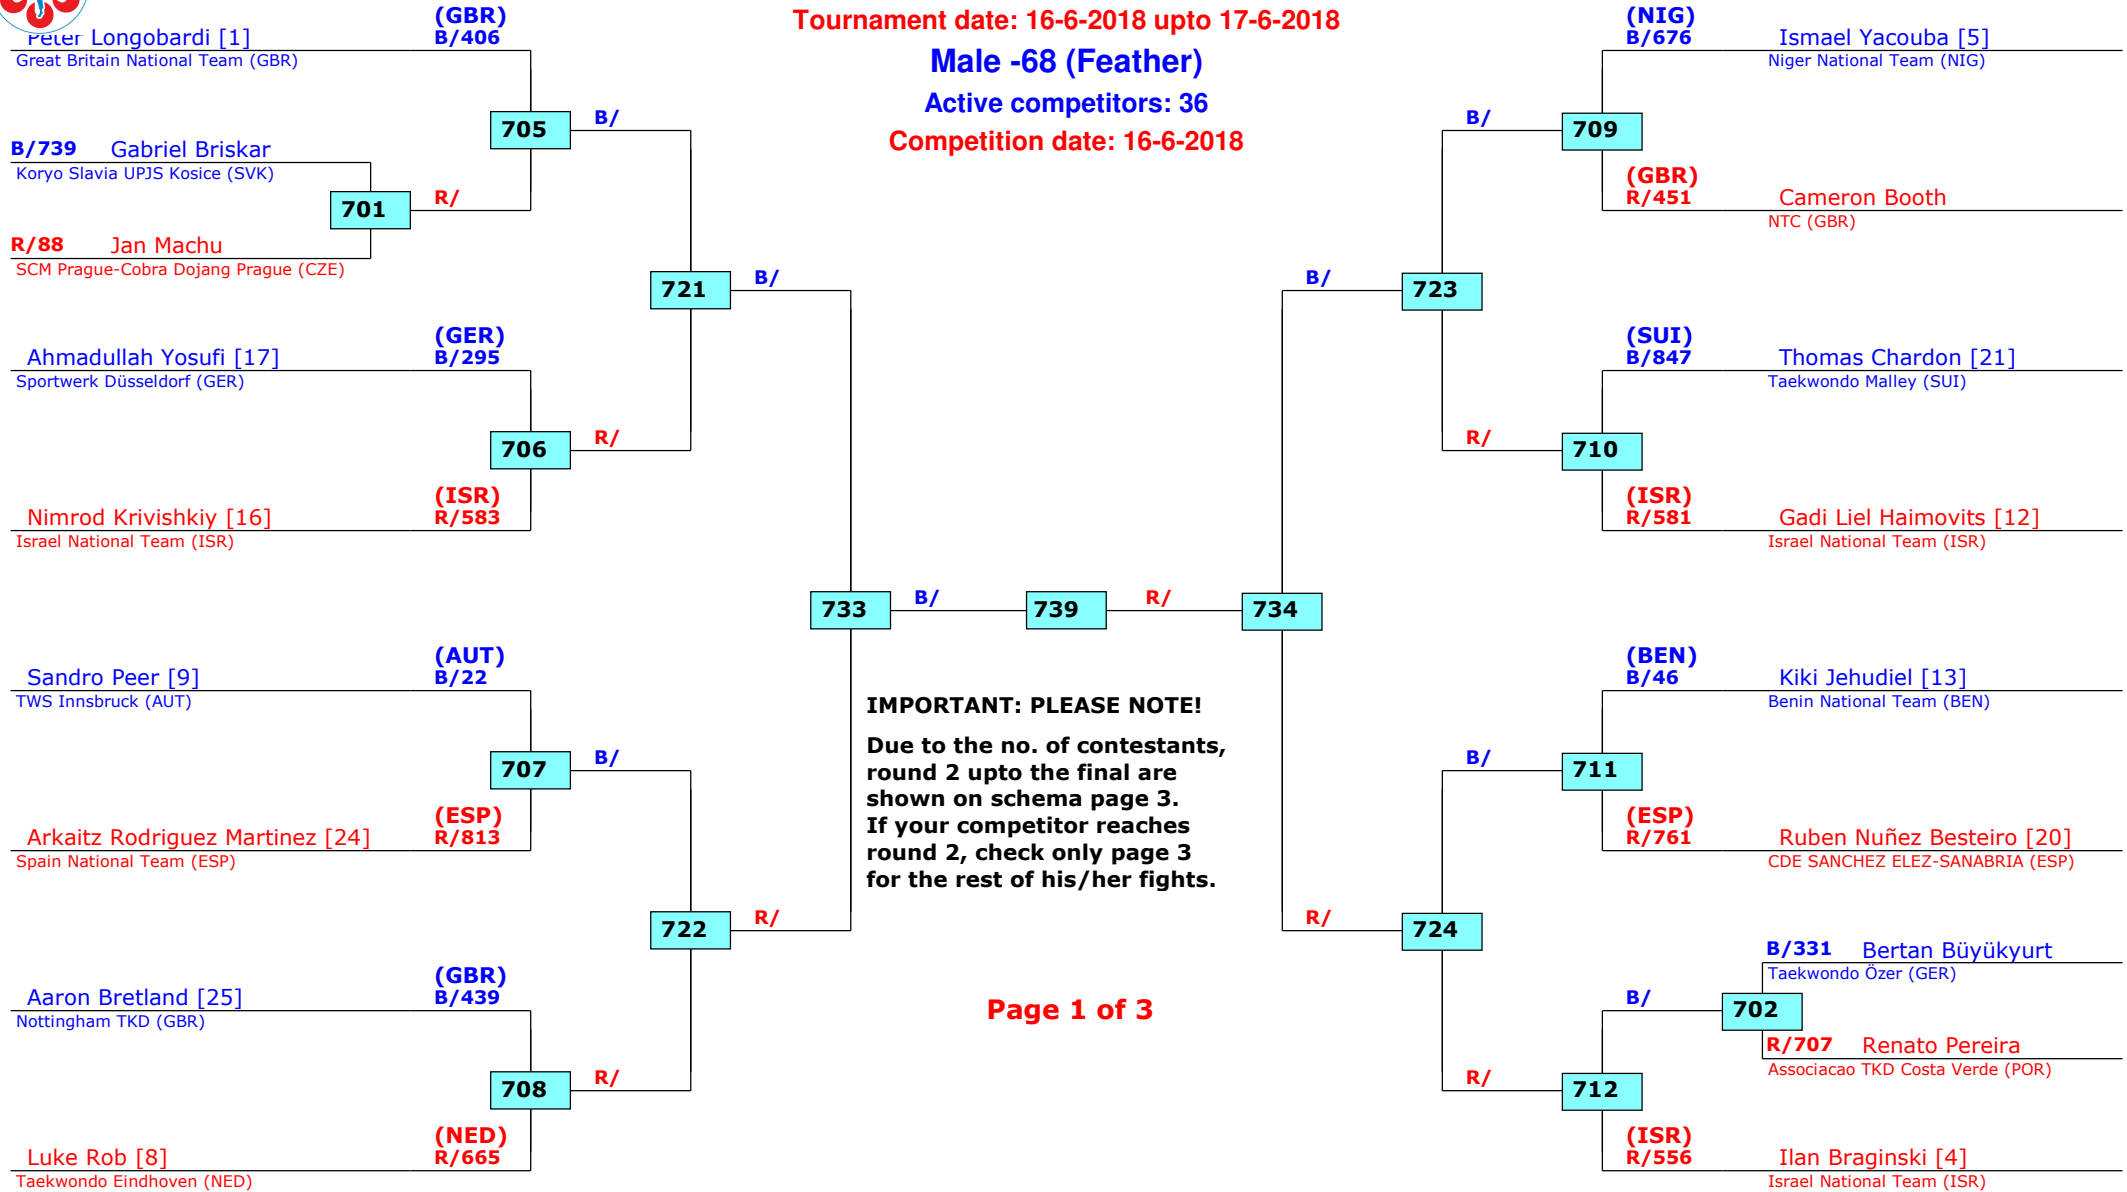 Tournament date: 16-6-2018 upto 17-6-2018
Male -68 (Feather)
Active competitors: 36
Competition date: 16-6-2018
(GBR)
Peter Longobardi [1] B/406
Great Britain National Team (GBR)
705
B/
B/739 Gabriel Briskar
Koryo Slavia UPJS Kosice (SVK)
701
R/
R/88 Jan Machu
SCM Prague-Cobra Dojang Prague (CZE)
721
B/
(GER)
Ahmadullah Yosufi [17] B/295
Sportwerk Düsseldorf (GER)
706
R/
(ISR)
Nimrod Krivishkiy [16] R/583
Israel National Team (ISR)
733
B/
739
R/
734
(AUT)
Sandro Peer [9] B/22
TWS Innsbruck (AUT)
707
B/
(ESP)
Arkaitz Rodriguez Martinez [24] R/813
Spain National Team (ESP)
722
R/
(GBR)
Aaron Bretland [25] B/439
Nottingham TKD (GBR)
708
R/
(NED)
Luke Rob [8] R/665
Taekwondo Eindhoven (NED)
IMPORTANT: PLEASE NOTE!
Due to the no. of contestants,
round 2 upto the final are
shown on schema page 3.
If your competitor reaches
round 2, check only page 3
for the rest of his/her fights.
Page 1 of 3
(NIG)
B/676 Ismael Yacouba [5]
Niger National Team (NIG)
B/
709
(GBR)
R/451 Cameron Booth
NTC (GBR)
B/
723
(SUI)
B/847 Thomas Chardon [21]
Taekwondo Malley (SUI)
R/
710
(ISR)
R/581 Gadi Liel Haimovits [12]
Israel National Team (ISR)
(BEN)
B/46 Kiki Jehudiel [13]
Benin National Team (BEN)
B/
711
(ESP)
R/761 Ruben Nuñez Besteiro [20]
CDE SANCHEZ ELEZ-SANABRIA (ESP)
R/
724
B/331 Bertan Büyükyurt
Taekwondo Özer (GER)
B/
702
R/707 Renato Pereira
Associacao TKD Costa Verde (POR)
R/
712
(ISR)
R/556 Ilan Braginski [4]
Israel National Team (ISR)